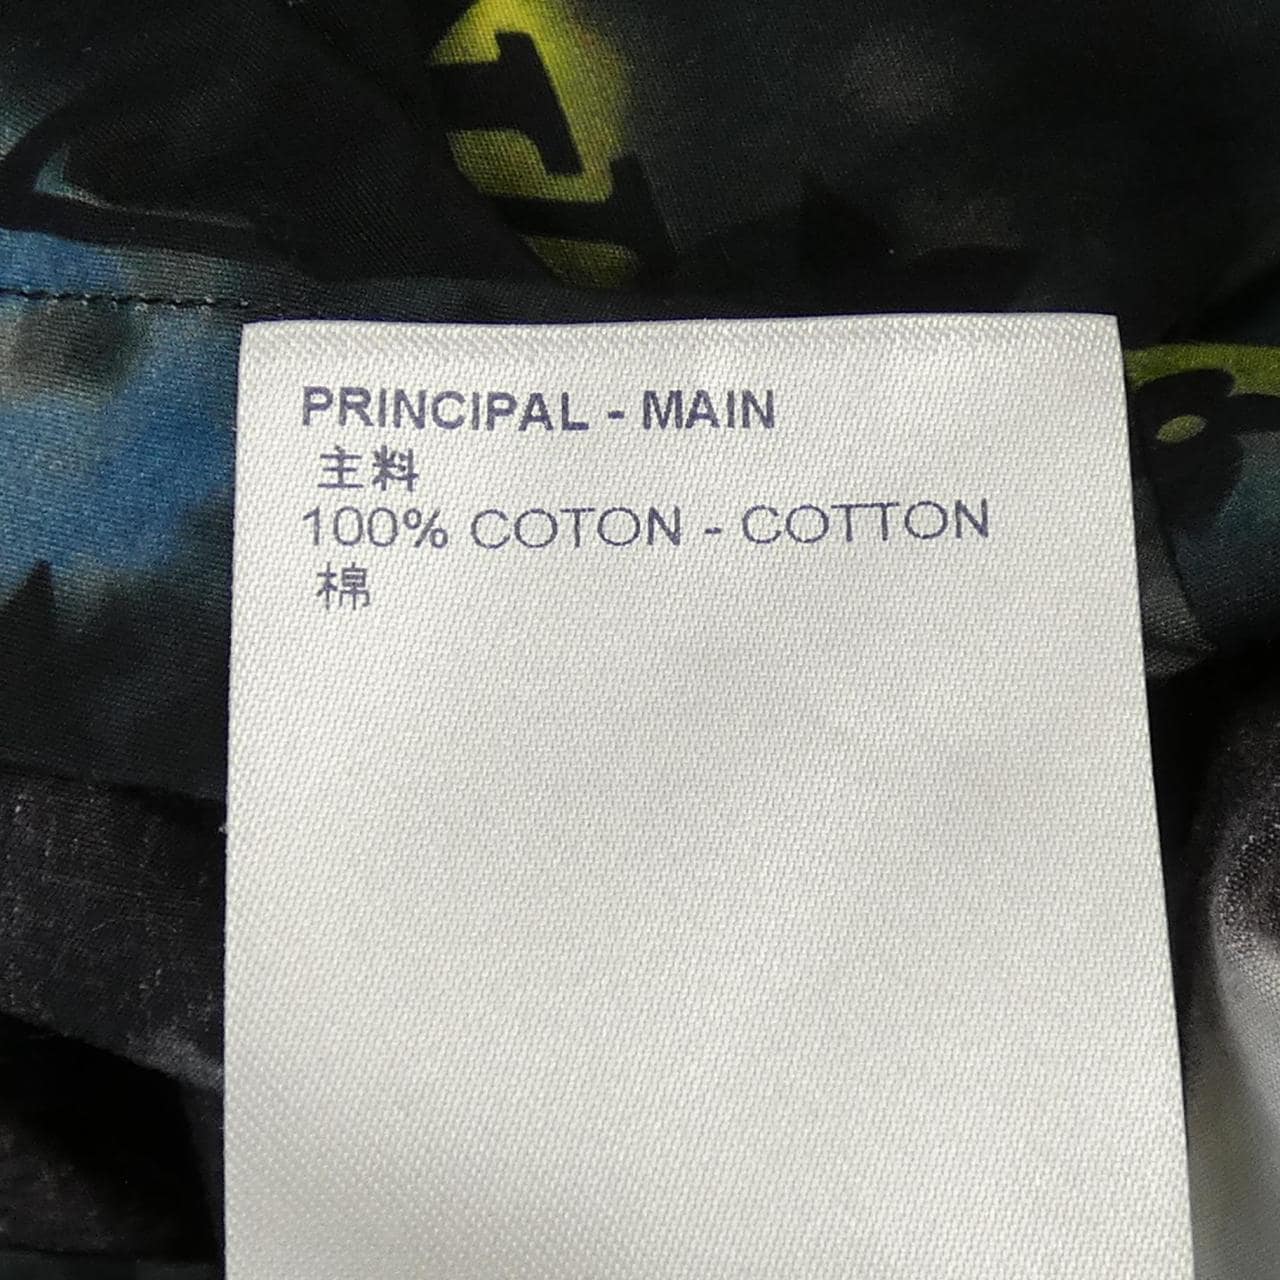 PRINCIPAL - MAIN
主料
100% COTON - COTTON
棉